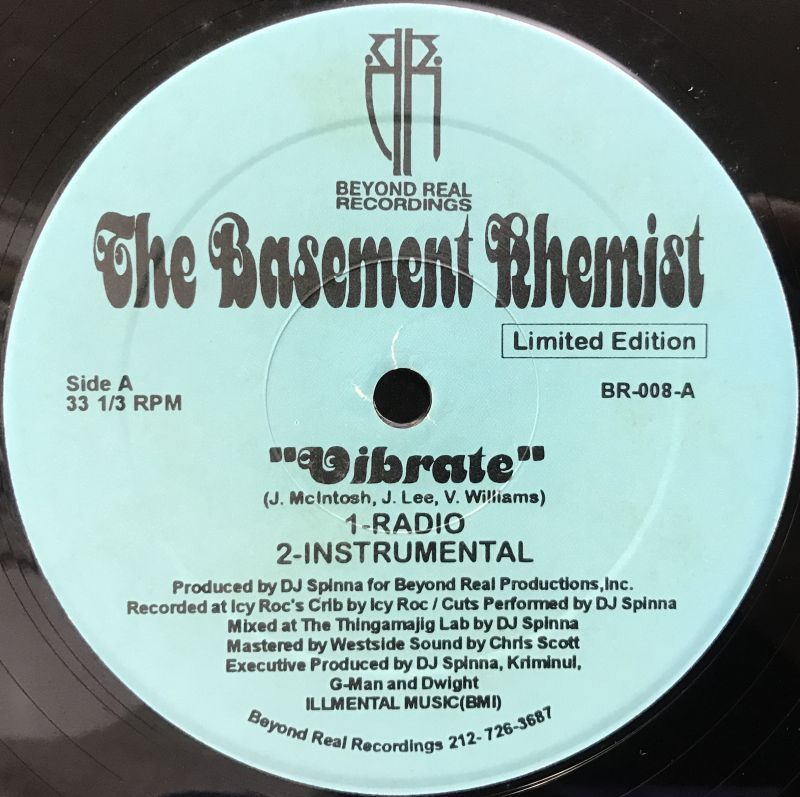 BEYOND REAL
RECORDINGS
The Basement Khemist
Limited Edition
Side A
33 1/3 RPM
BR-008-A
"Vibrate"
(J. McIntosh, J. Lee, V. Williams)
1-RADIO
2-INSTRUMENTAL
Produced by DJ Spinna for Beyond Real Productions,Inc.
Recorded at Icy Roc's Crib by Icy Roc / Cuts Performed by DJ Spinna
Mixed at The Thingamajig Lab by DJ Spinna
Mastered by Westside Sound by Chris Scott
Executive Produced by DJ Spinna, Kriminul,
G-Man and Dwight
ILLMENTAL MUSIC(BMI)
Beyond Real Recordings 212-726-3687